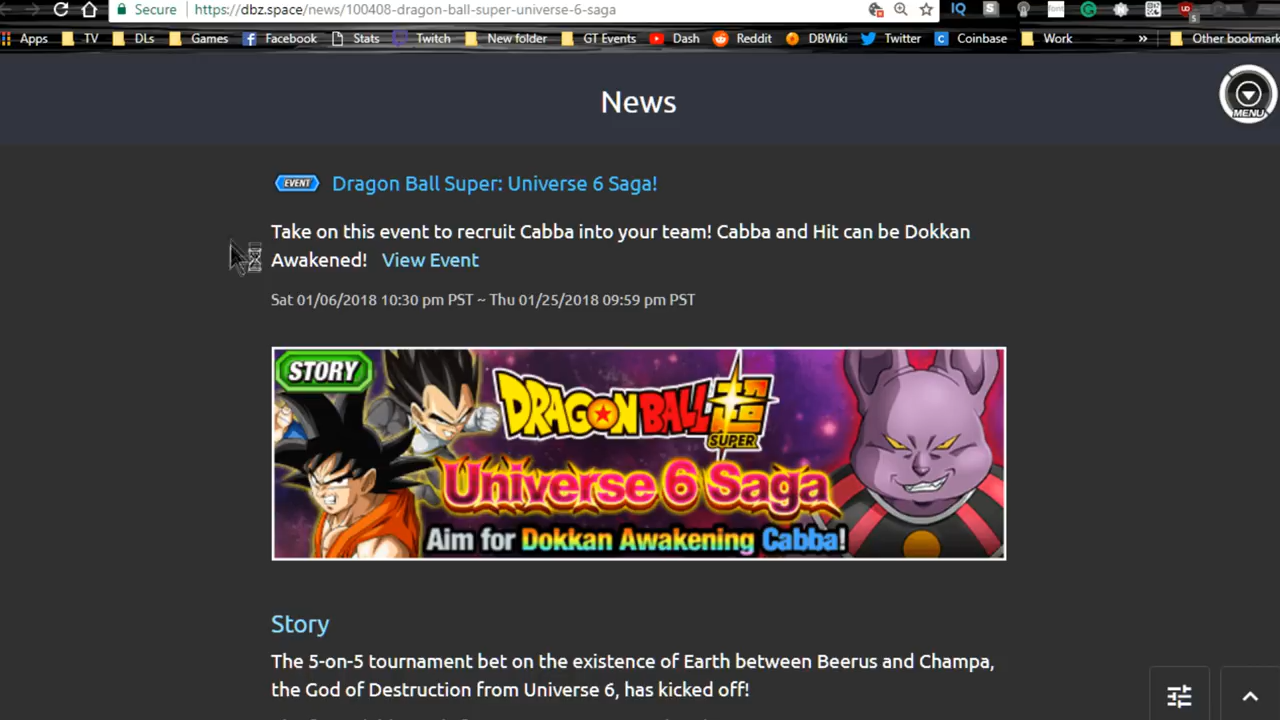 Secure https://dbz.space/news/100408-dragon-ball-super-universe-6-saga
IQ S font
Apps TV DLs Games Facebook Stats Twitch New folder GT Events Dash Reddit DBWiki Twitter Coinbase Work » Other bookmark
News
MENU
EVENT Dragon Ball Super: Universe 6 Saga!
Take on this event to recruit Cabba into your team! Cabba and Hit can be Dokkan
Awakened! View Event
Sat 01/06/2018 10:30 pm PST ~ Thu 01/25/2018 09:59 pm PST
STORY
DRAGON BALL 超
SUPER
Universe 6 Saga
Aim for Dokkan Awakening Cabba!
Story
The 5-on-5 tournament bet on the existence of Earth between Beerus and Champa,
the God of Destruction from Universe 6, has kicked off!